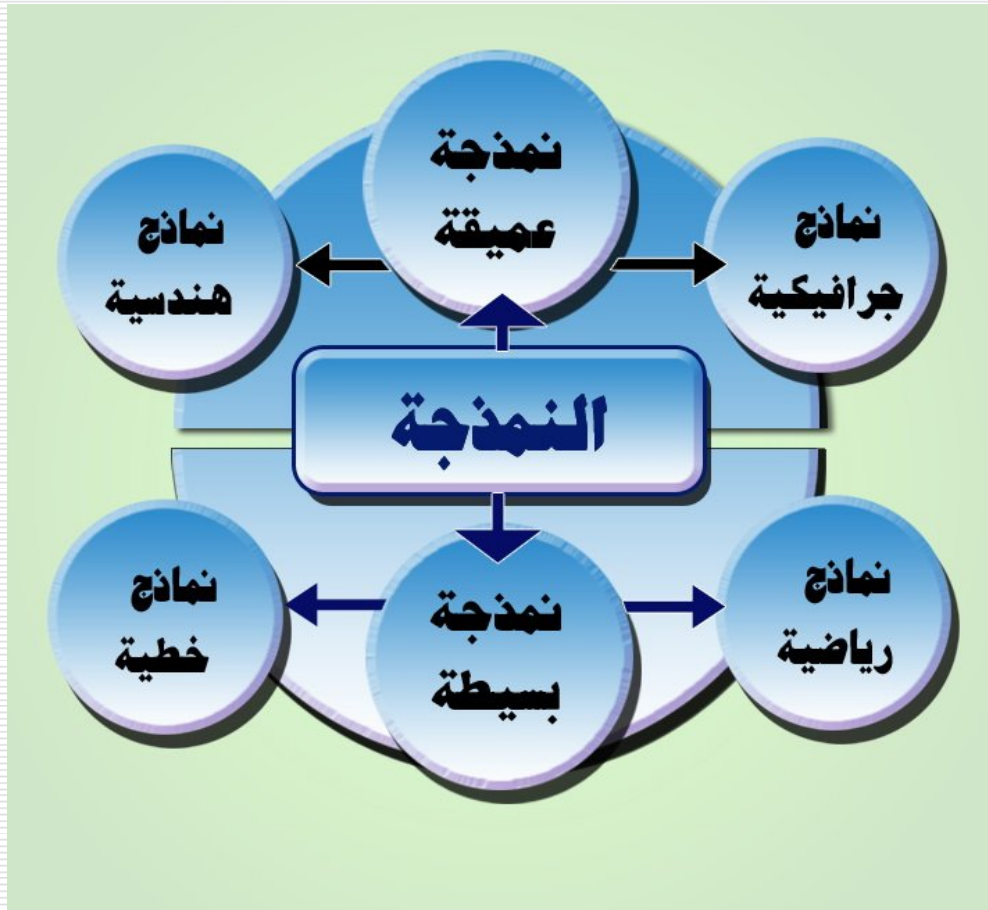 نمذجة
عميقة
نماذج
جرافيكية
نماذج
هندسية
النمذجة
نماذج
رياضية
نمذجة
بسيطة
نماذج
خطية